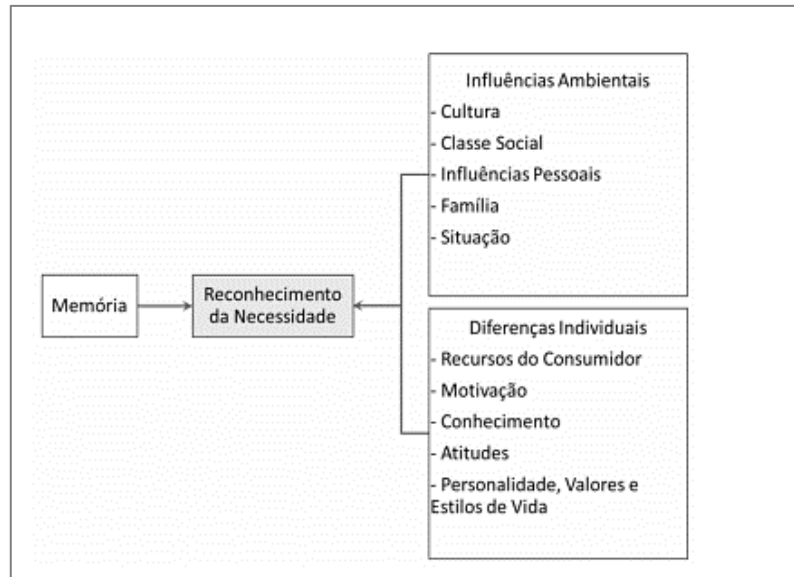 Influências Ambientais
- Cultura
- Classe Social
- Influências Pessoais
- Família
- Situação
Memória
Reconhecimento
da Necessidade
Diferenças Individuais
- Recursos do Consumidor
- Motivação
- Conhecimento
- Atitudes
- Personalidade, Valores e
Estilos de Vida